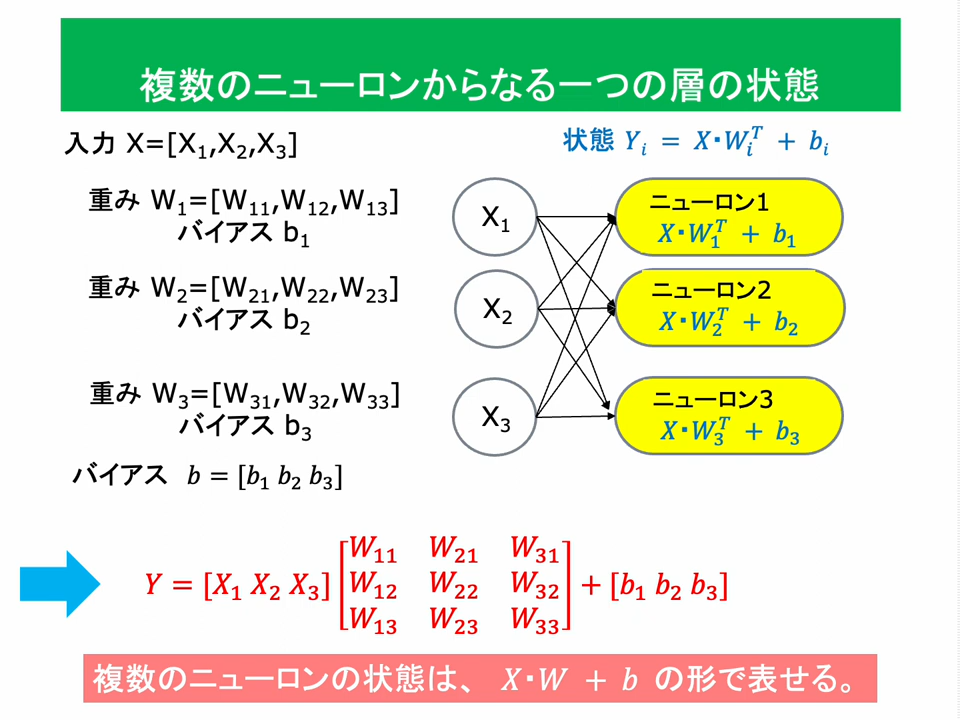 複数のニューロンからなる一つの層の状態
入力 X=[X₁,X₂,X₃]
状態 Yᵢ = X・Wᵢᵀ + bᵢ
重み W₁=[W₁₁,W₁₂,W₁₃]
バイアス b₁
重み W₂=[W₂₁,W₂₂,W₂₃]
バイアス b₂
重み W₃=[W₃₁,W₃₂,W₃₃]
バイアス b₃
バイアス b = [b₁ b₂ b₃]
X₁
X₂
X₃
ニューロン1
X・W₁ᵀ + b₁
ニューロン2
X・W₂ᵀ + b₂
ニューロン3
X・W₃ᵀ + b₃
W₁₁ W₂₁ W₃₁
Y = [X₁ X₂ X₃] W₁₂ W₂₂ W₃₂ + [b₁ b₂ b₃]
W₁₃ W₂₃ W₃₃
複数のニューロンの状態は、 X・W + b の形で表せる。